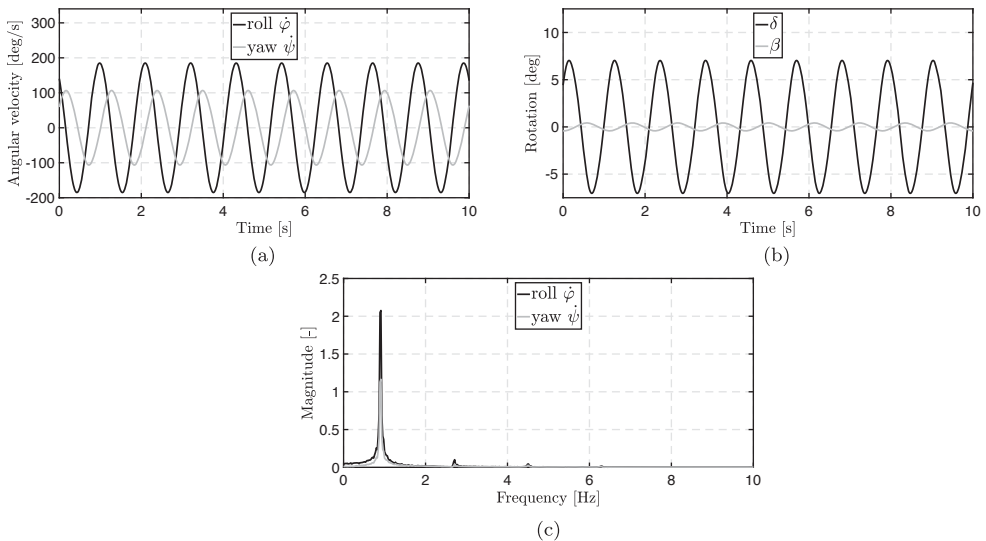 300
200
100
0
-100
-200
Angular velocity [deg/s]
roll φ̇
yaw ψ̇
0 2 4 6 8 10
Time [s]
(a)
10
5
0
-5
Rotation [deg]
δ
β
0 2 4 6 8 10
Time [s]
(b)
2.5
2
1.5
1
0.5
0
Magnitude [-]
roll φ̇
yaw ψ̇
0 2 4 6 8 10
Frequency [Hz]
(c)